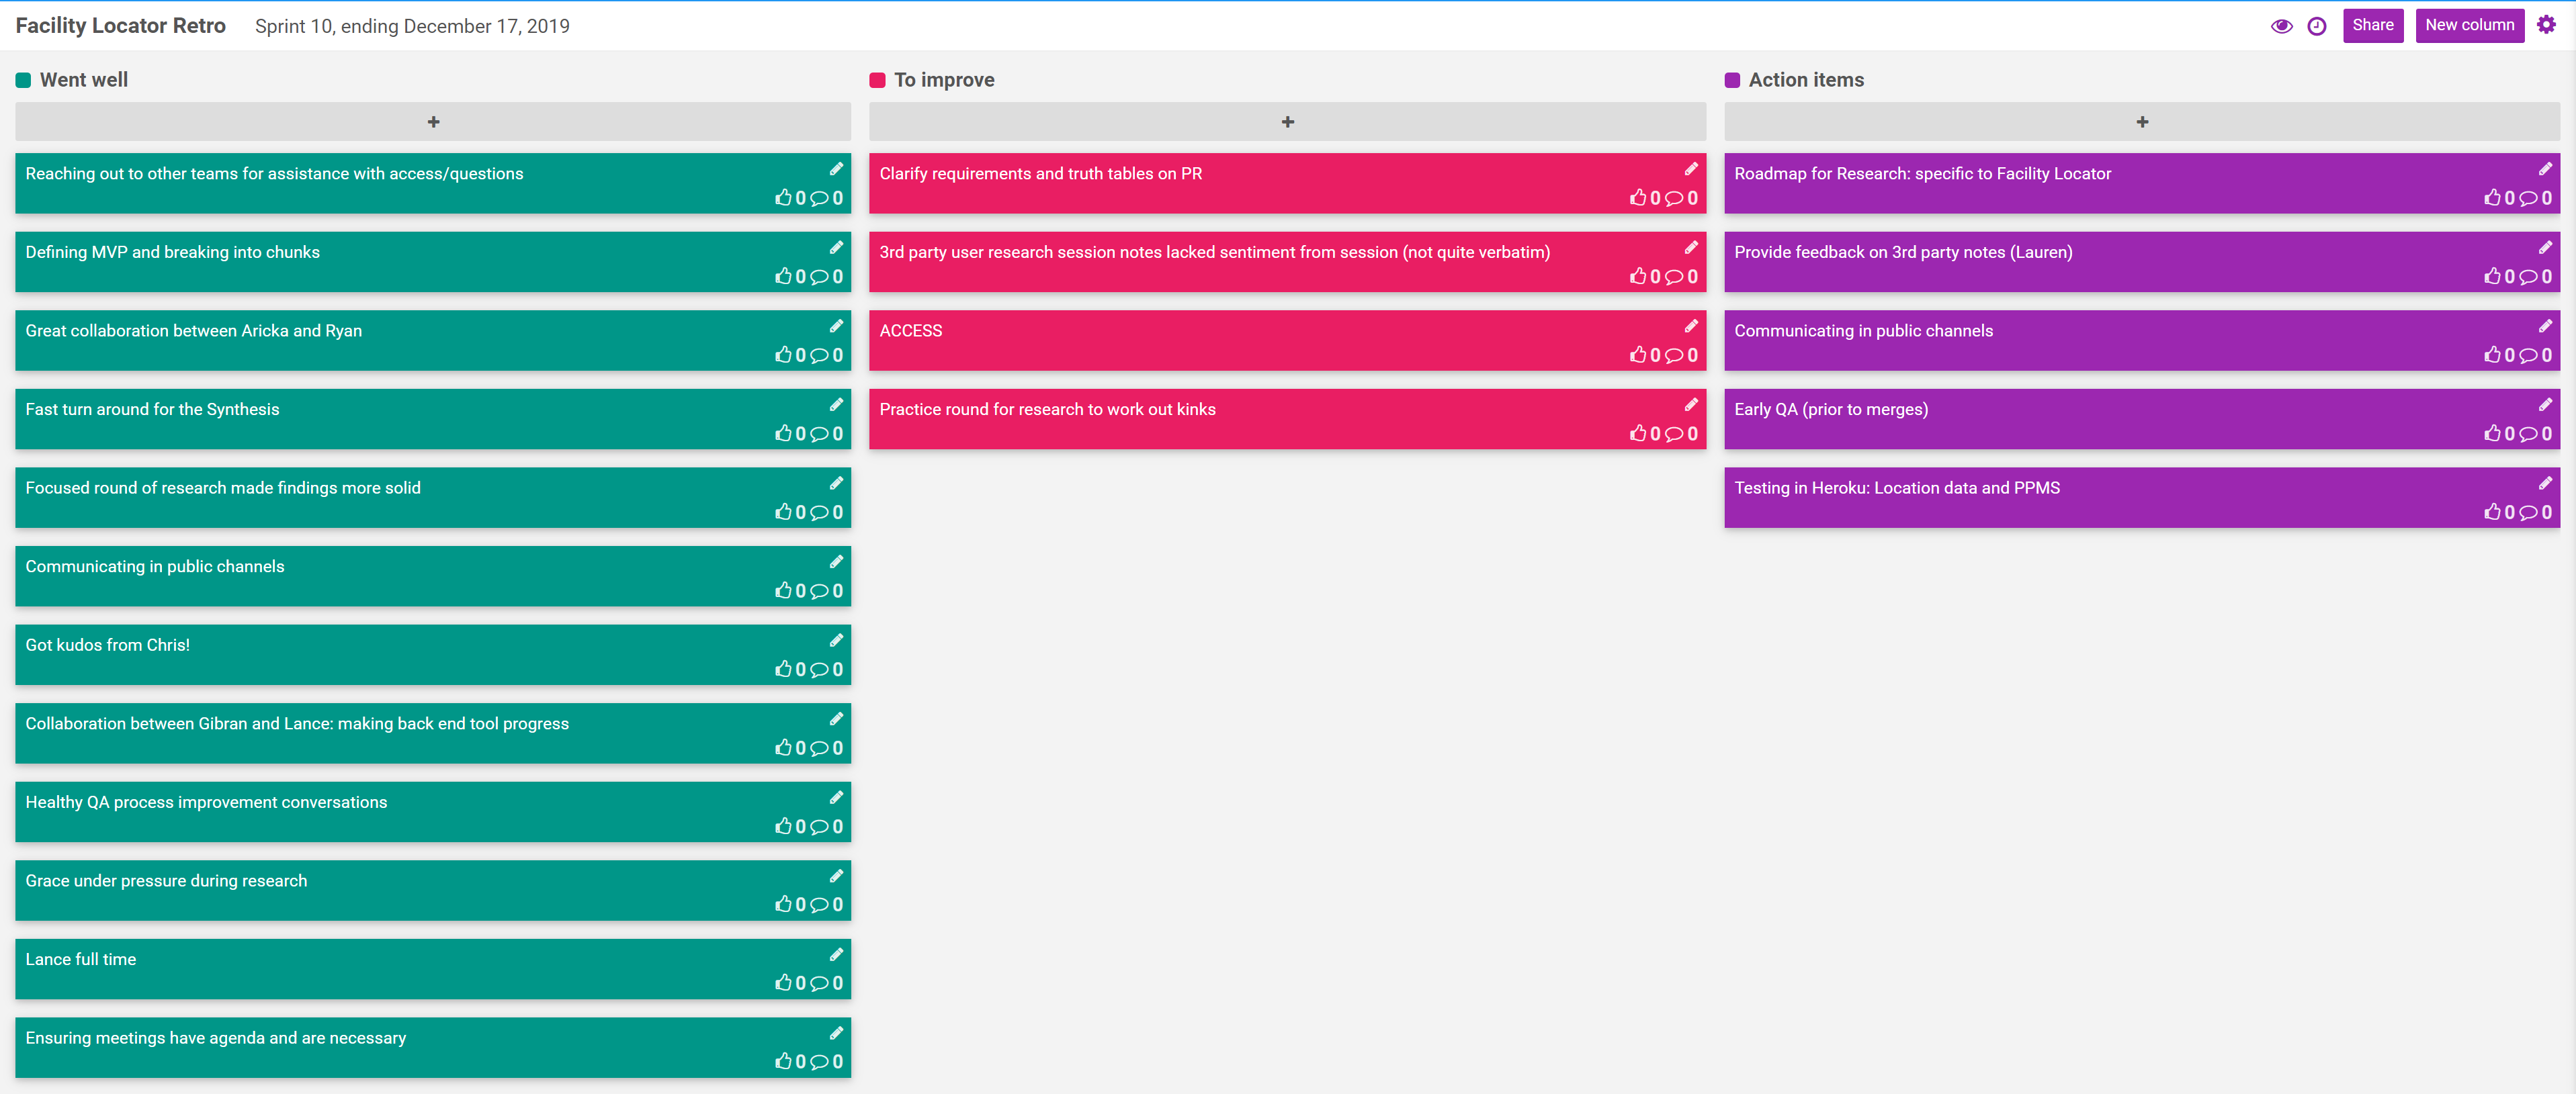 Facility Locator Retro Sprint 10, ending December 17, 2019 Share New column
Went well
+
Reaching out to other teams for assistance with access/questions
0 0
Defining MVP and breaking into chunks
0 0
Great collaboration between Aricka and Ryan
0 0
Fast turn around for the Synthesis
0 0
Focused round of research made findings more solid
0 0
Communicating in public channels
0 0
Got kudos from Chris!
0 0
Collaboration between Gibran and Lance: making back end tool progress
0 0
Healthy QA process improvement conversations
0 0
Grace under pressure during research
0 0
Lance full time
0 0
Ensuring meetings have agenda and are necessary
0 0
To improve
+
Clarify requirements and truth tables on PR
0 0
3rd party user research session notes lacked sentiment from session (not quite verbatim)
0 0
ACCESS
0 0
Practice round for research to work out kinks
0 0
Action items
+
Roadmap for Research: specific to Facility Locator
0 0
Provide feedback on 3rd party notes (Lauren)
0 0
Communicating in public channels
0 0
Early QA (prior to merges)
0 0
Testing in Heroku: Location data and PPMS
0 0